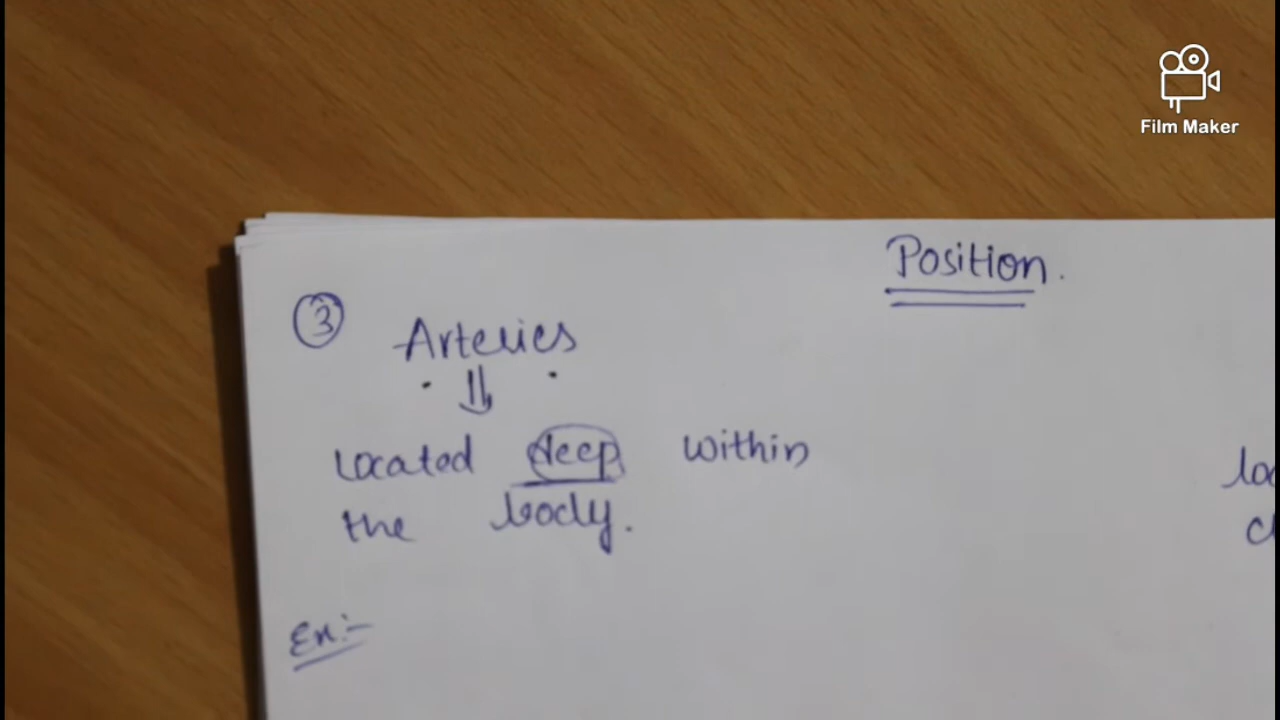 Film Maker
Position.
3
Arteries
Located deep within
the body.
Ex:-